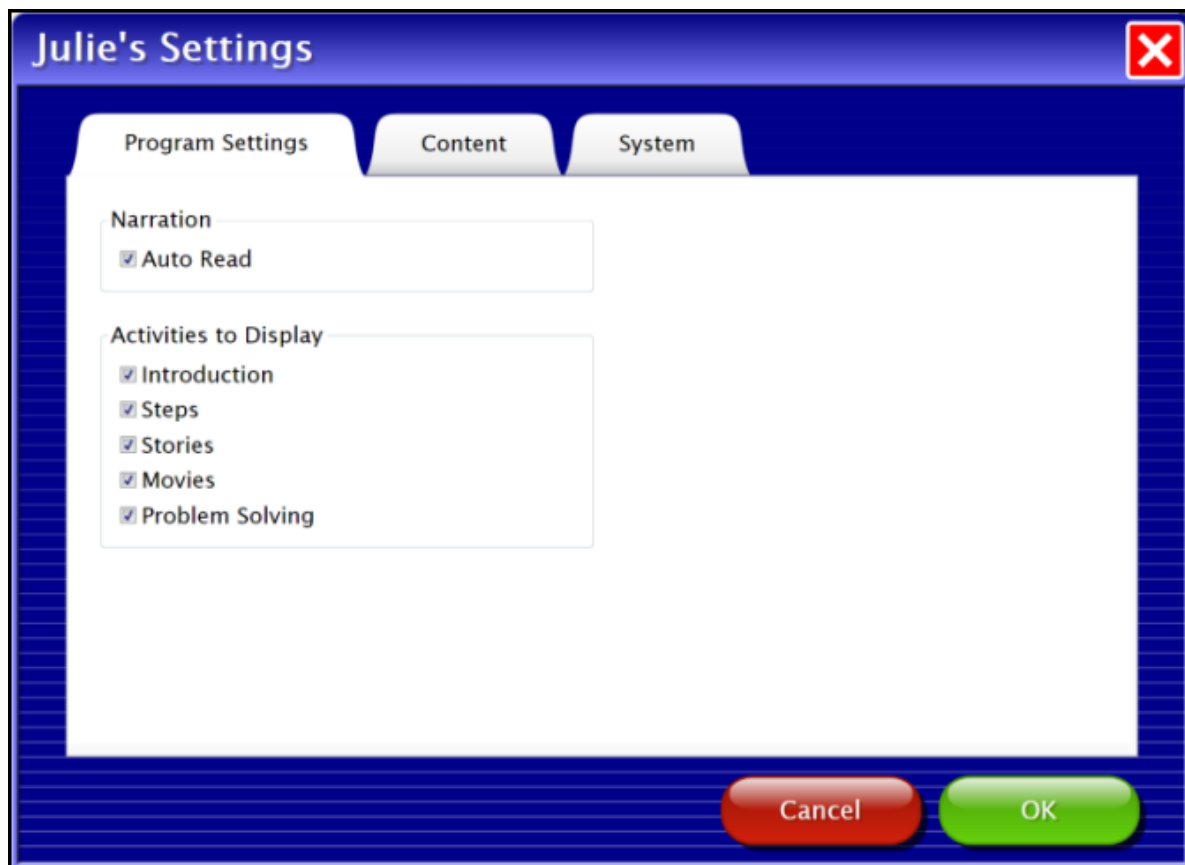 Julie's Settings
Program Settings Content System
Narration
Auto Read
Activities to Display
Introduction
Steps
Stories
Movies
Problem Solving
Cancel OK